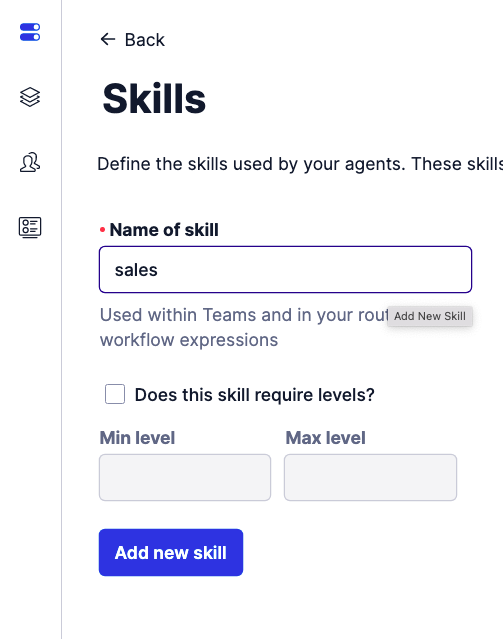 Back
Skills
Define the skills used by your agents. These skills
• Name of skill
sales
Used within Teams and in your rout
Add New Skill
workflow expressions
Does this skill require levels?
Min level
Max level
Add new skill